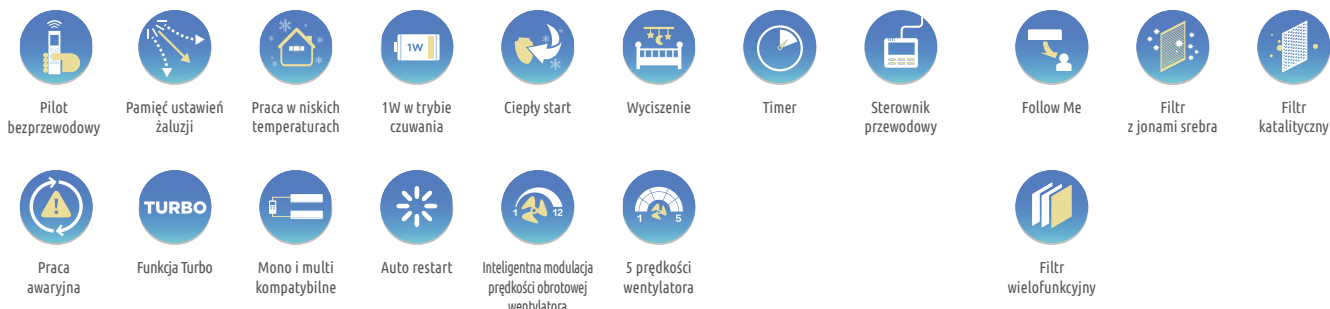 Pilot
bezprzewodowy
Pamięć ustawień
żaluzji
Praca w niskich
temperaturach
1W
1W w trybie
czuwania
Ciepły start
Wyciszenie
Timer
Sterownik
przewodowy
Follow Me
Filtr
z jonami srebra
Filtr
katalityczny
Praca
awaryjna
TURBO
Funkcja Turbo
Mono i multi
kompatybilne
Auto restart
1 12
Inteligentna modulacja
prędkości obrotowej
wentylatora
1 5
5 prędkości
wentylatora
Filtr
wielofunkcyjny